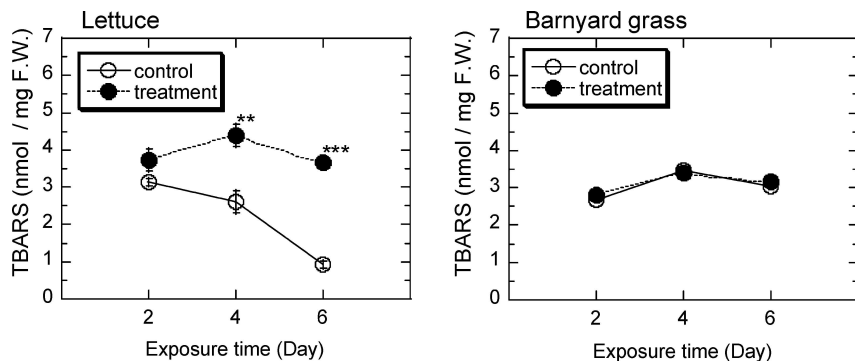 Lettuce
TBARS (nmol / mg F.W.)
7
6
5
4
3
2
1
0
control
treatment
**
***
2 4 6
Exposure time (Day)
Barnyard grass
TBARS (nmol / mg F.W.)
7
6
5
4
3
2
1
0
control
treatment
2 4 6
Exposure time (Day)